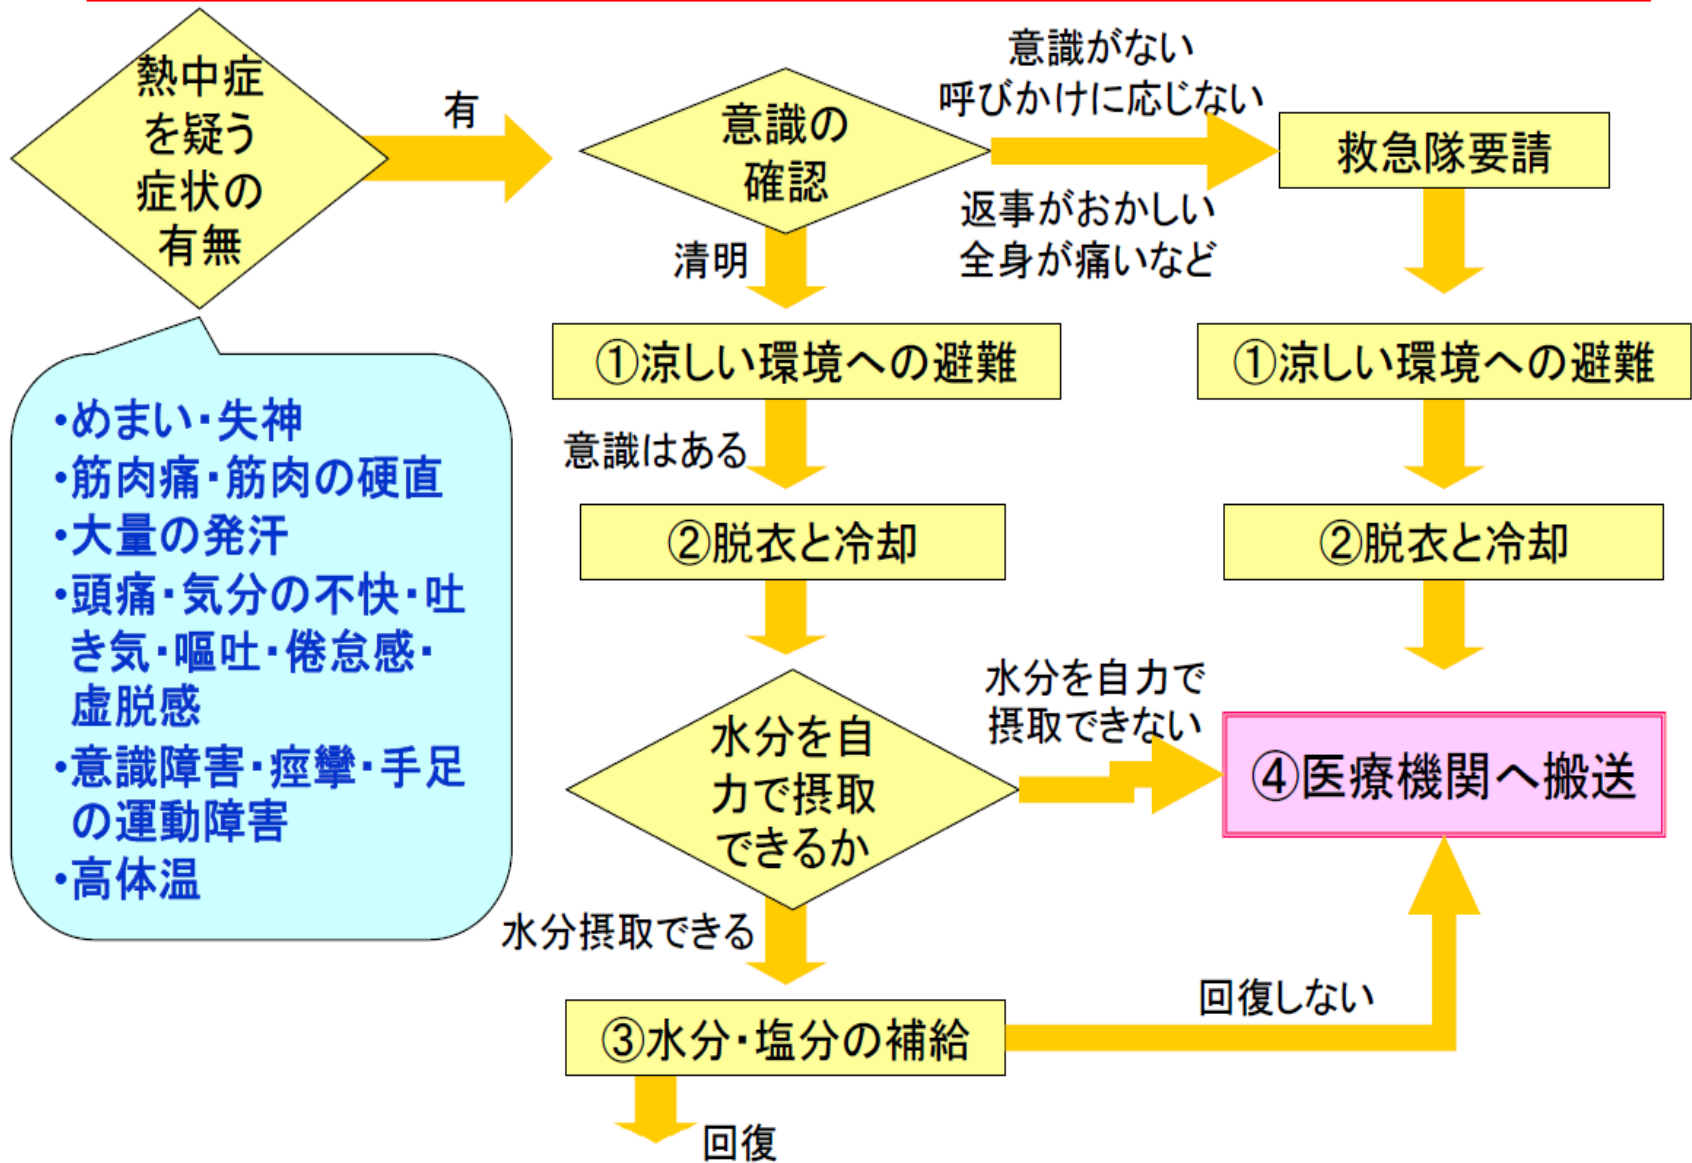 熱中症
を疑う
症状の
有無
有
意識の
確認
意識がない
呼びかけに応じない
返事がおかしい
全身が痛いなど
救急隊要請
清明
①涼しい環境への避難
①涼しい環境への避難
意識はある
②脱衣と冷却
②脱衣と冷却
水分を自
力で摂取
できるか
水分を自力で
摂取できない
④医療機関へ搬送
水分摂取できる
③水分・塩分の補給
回復しない
回復
・めまい・失神
・筋肉痛・筋肉の硬直
・大量の発汗
・頭痛・気分の不快・吐
き気・嘔吐・倦怠感・
虚脱感
・意識障害・痙攣・手足
の運動障害
・高体温